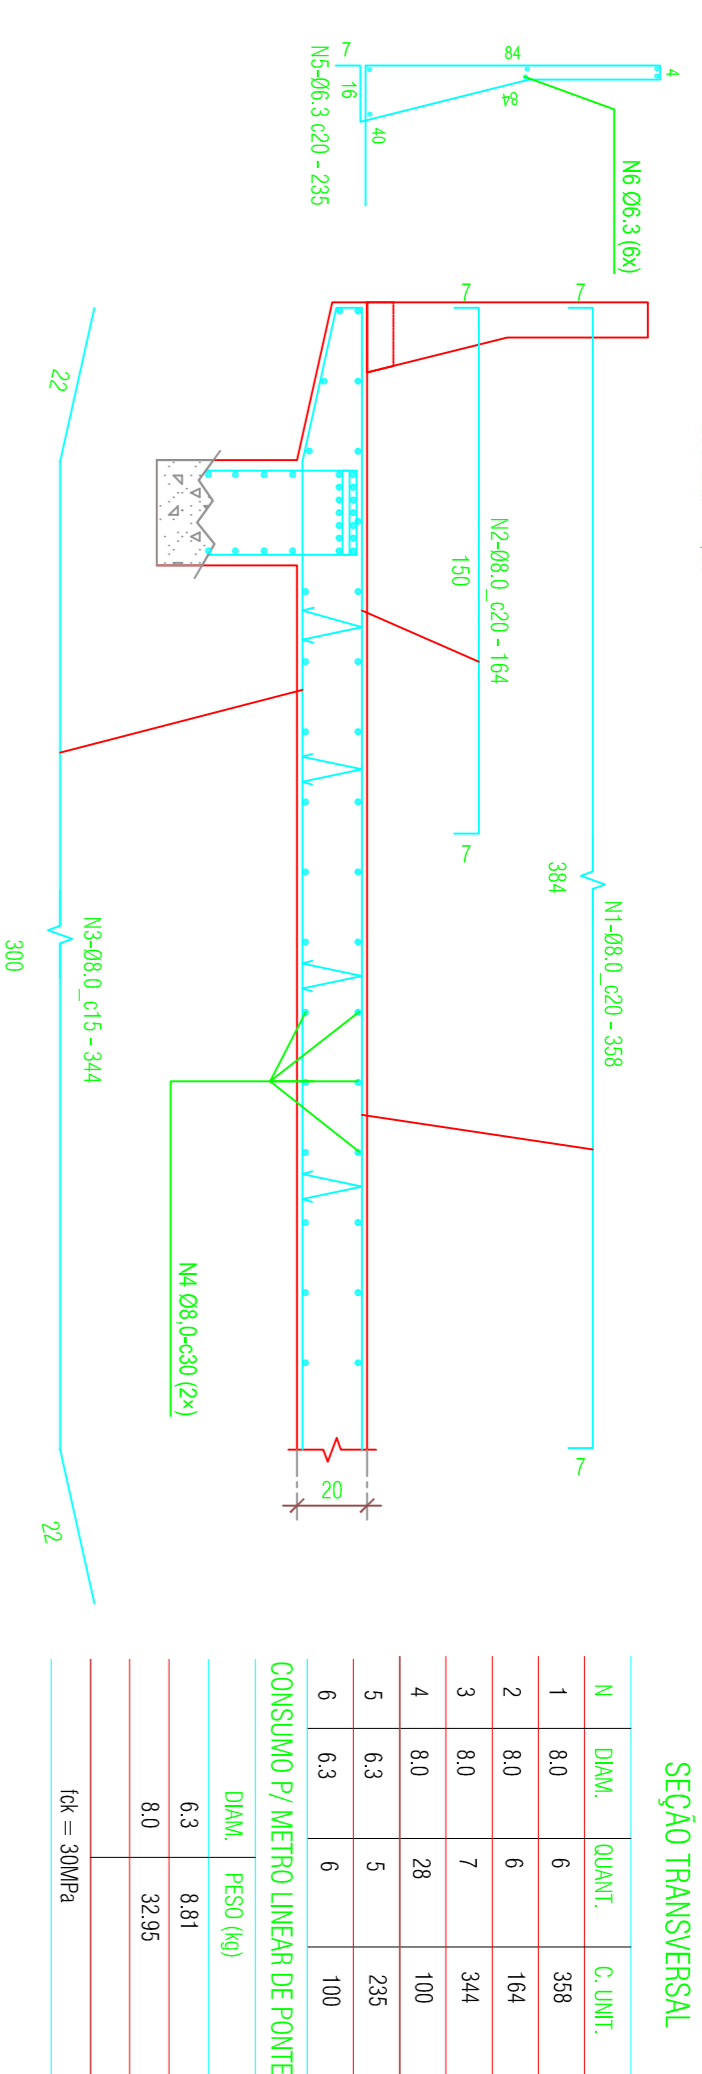 7
84
4
16
84
40
N5-Ø6.3 c20 - 235
N6 Ø6.3 (6x)
7
7
22
N2-Ø8.0_c20 - 164
150
7
384
N1-Ø8.0_c20 - 358
N3-Ø8.0_c15 - 344
300
N4 Ø8,0-c30 (2x)
7
20
22
SEÇÃO TRANSVERSAL
N DIAM. QUANT. C. UNIT.
1 8.0 6 358
2 8.0 6 164
3 8.0 7 344
4 8.0 28 100
5 6.3 5 235
6 6.3 6 100
CONSUMO P/ METRO LINEAR DE PONTE
DIAM. PESO (kg)
6.3 8.81
8.0 32.95
fck = 30MPa